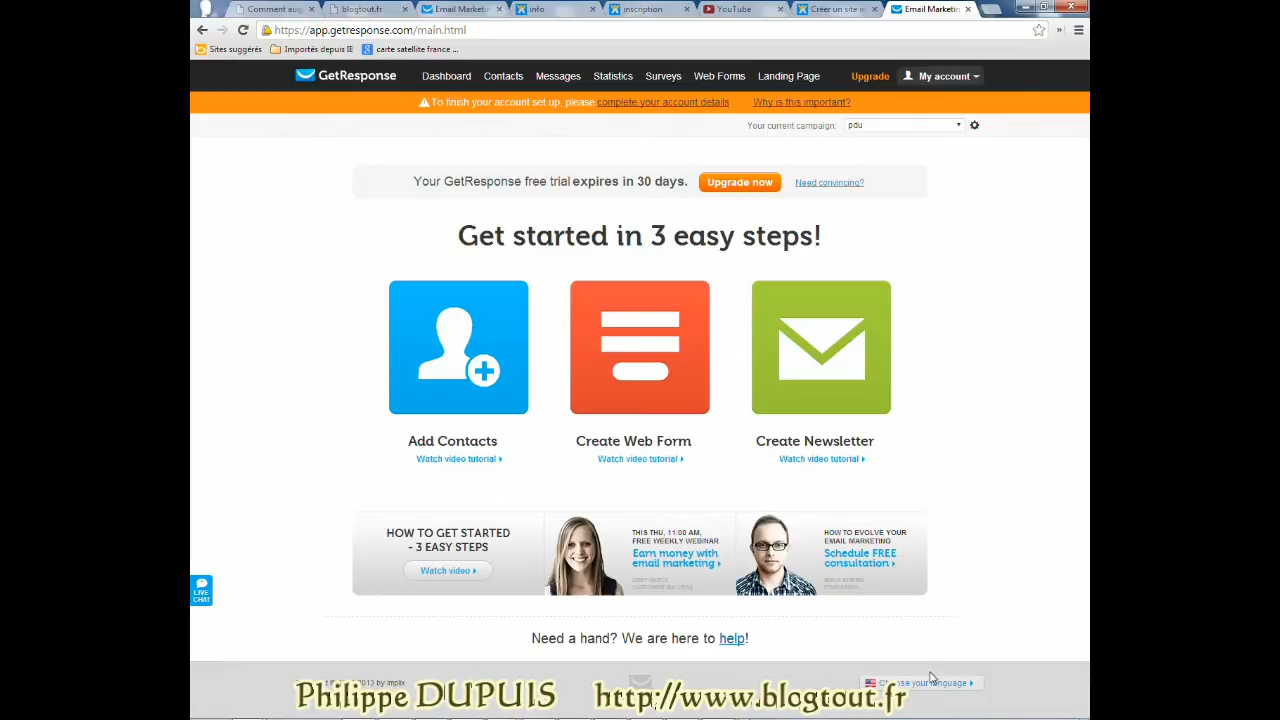 Comment aug
blogtout.fr
Email Marketin
info
inscription
YouTube
Créer un site in
Email Marketin
https://app.getresponse.com/main.html
Sites suggérés
Importés depuis IE
carte satellite france ...
GetResponse
Dashboard
Contacts
Messages
Statistics
Surveys
Web Forms
Landing Page
Upgrade
My account
To finish your account set up, please complete your account details
Why is this important?
Your current campaign:
pdu
Your GetResponse free trial expires in 30 days.
Upgrade now
Need convincing?
Get started in 3 easy steps!
Add Contacts
Create Web Form
Create Newsletter
Watch video tutorial
Watch video tutorial
Watch video tutorial
HOW TO GET STARTED
- 3 EASY STEPS
Watch video
THIS THU, 11:00 AM,
FREE WEEKLY WEBINAR
Earn money with
email marketing
HOW TO EVOLVE YOUR
EMAIL MARKETING
Schedule FREE
consultation
LIVE
CHAT
Need a hand? We are here to help!
2013 by Implix
your language
Philippe DUPUIS
http://www.blogtout.fr